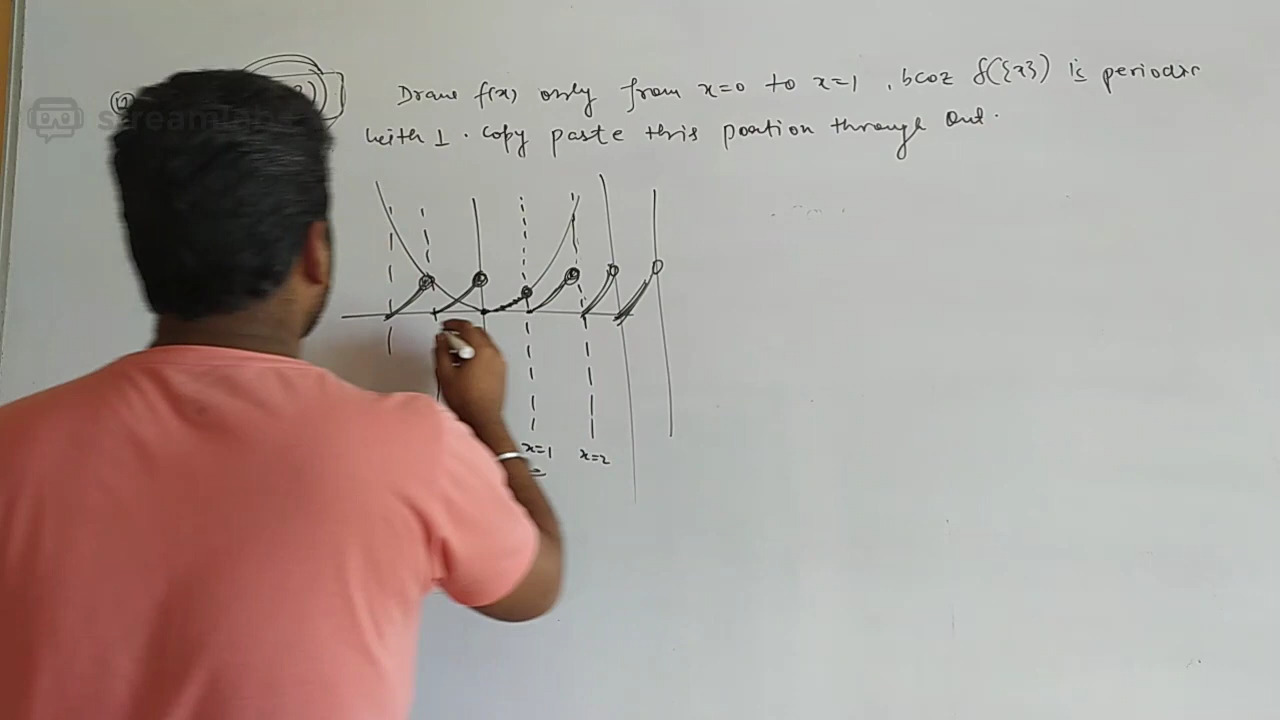 Draw f(x) only from x=0 to x=1 , bcoz f({x}) is periodic
with 1 . Copy paste this portion through out.
streamlabs
x=1
x=2